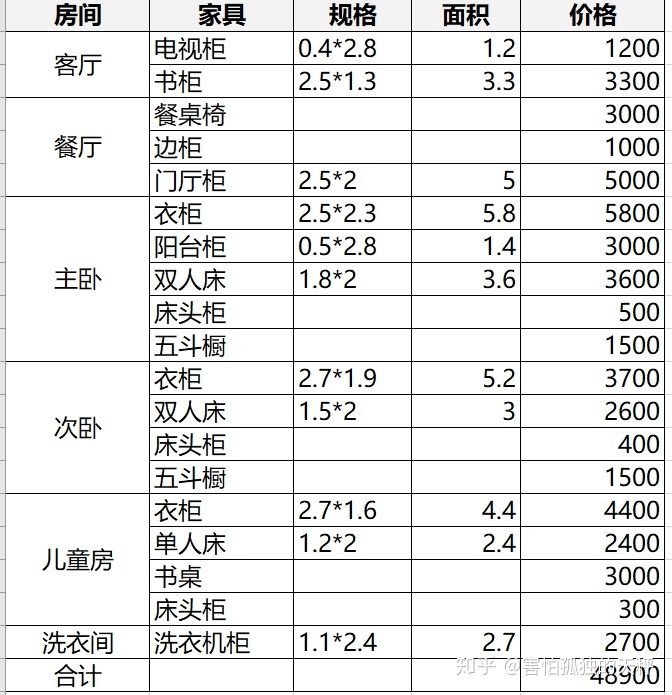 房间 家具 规格 面积 价格
客厅 电视柜 0.4*2.8 1.2 1200
书柜 2.5*1.3 3.3 3300
餐厅 餐桌椅 3000
边柜 1000
门厅柜 2.5*2 5 5000
主卧 衣柜 2.5*2.3 5.8 5800
阳台柜 0.5*2.8 1.4 3000
双人床 1.8*2 3.6 3600
床头柜 500
五斗橱 1500
次卧 衣柜 2.7*1.9 5.2 3700
双人床 1.5*2 3 2600
床头柜 400
五斗橱 1500
儿童房 衣柜 2.7*1.6 4.4 4400
单人床 1.2*2 2.4 2400
书桌 3000
床头柜 300
洗衣间 洗衣机柜 1.1*2.4 2.7 2700
合计 48900
知乎 @害怕孤独的天秤